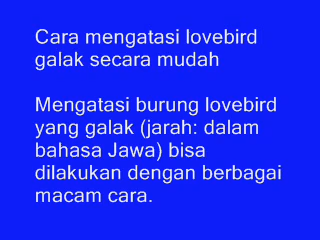 Cara mengatasi lovebird
galak secara mudah
Mengatasi burung lovebird
yang galak (jarah: dalam
bahasa Jawa) bisa
dilakukan dengan berbagai
macam cara.